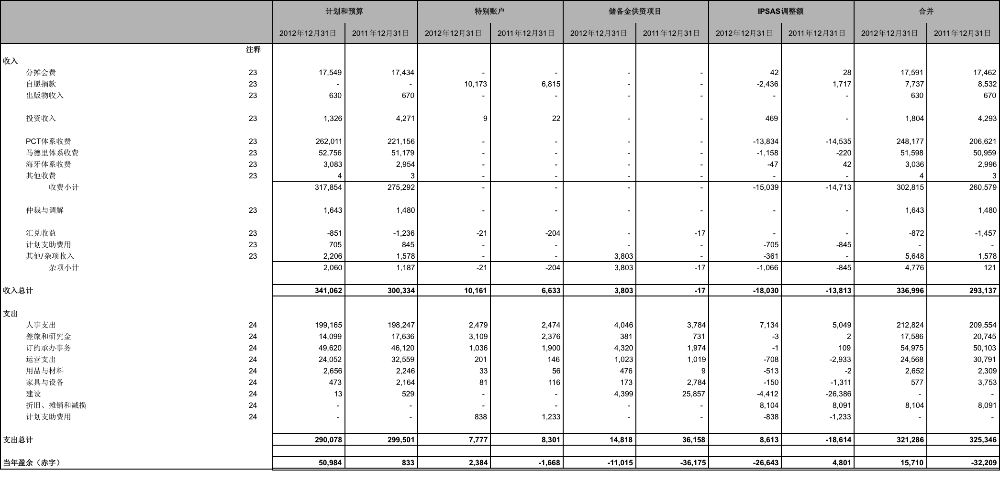 计划和预算 特别账户 储备金供资项目 IPSAS调整额 合并
2012年12月31日 2011年12月31日 2012年12月31日 2011年12月31日 2012年12月31日 2011年12月31日 2012年12月31日 2011年12月31日 2012年12月31日 2011年12月31日
注释
收入
分摊会费 23 17,549 17,434 - - - - 42 28 17,591 17,462
自愿捐款 23 - - 10,173 6,815 - - -2,436 1,717 7,737 8,532
出版物收入 23 630 670 - - - - - - 630 670
投资收入 23 1,326 4,271 9 22 - - 469 - 1,804 4,293
PCT体系收费 23 262,011 221,156 - - - - -13,834 -14,535 248,177 206,621
马德里体系收费 23 52,756 51,179 - - - - -1,158 -220 51,598 50,959
海牙体系收费 23 3,083 2,954 - - - - -47 42 3,036 2,996
其他收费 23 4 3 - - - - - - 4 3
收费小计 317,854 275,292 - - - - -15,039 -14,713 302,815 260,579
仲裁与调解 23 1,643 1,480 - - - - - - 1,643 1,480
汇兑收益 23 -851 -1,236 -21 -204 - -17 - - -872 -1,457
计划支助费用 23 705 845 - - - - -705 -845 - -
其他/杂项收入 23 2,206 1,578 - - 3,803 - -361 - 5,648 1,578
杂项小计 2,060 1,187 -21 -204 3,803 -17 -1,066 -845 4,776 121
收入总计 341,062 300,334 10,161 6,633 3,803 -17 -18,030 -13,813 336,996 293,137
支出
人事支出 24 199,165 198,247 2,479 2,474 4,046 3,784 7,134 5,049 212,824 209,554
差旅和研究金 24 14,099 17,636 3,109 2,376 381 731 -3 2 17,586 20,745
订约承办事务 24 49,620 46,120 1,036 1,900 4,320 1,974 -1 109 54,975 50,103
运营支出 24 24,052 32,559 201 146 1,023 1,019 -708 -2,933 24,568 30,791
用品与材料 24 2,656 2,246 33 56 476 9 -513 -2 2,652 2,309
家具与设备 24 473 2,164 81 116 173 2,784 -150 -1,311 577 3,753
建设 24 13 529 - - 4,399 25,857 -4,412 -26,386 - -
折旧、摊销和减损 24 - - - - - - 8,104 8,091 8,104 8,091
计划支助费用 24 - - 838 1,233 - - -838 -1,233 - -
支出总计 290,078 299,501 7,777 8,301 14,818 36,158 8,613 -18,614 321,286 325,346
当年盈余（赤字） 50,984 833 2,384 -1,668 -11,015 -36,175 -26,643 4,801 15,710 -32,209